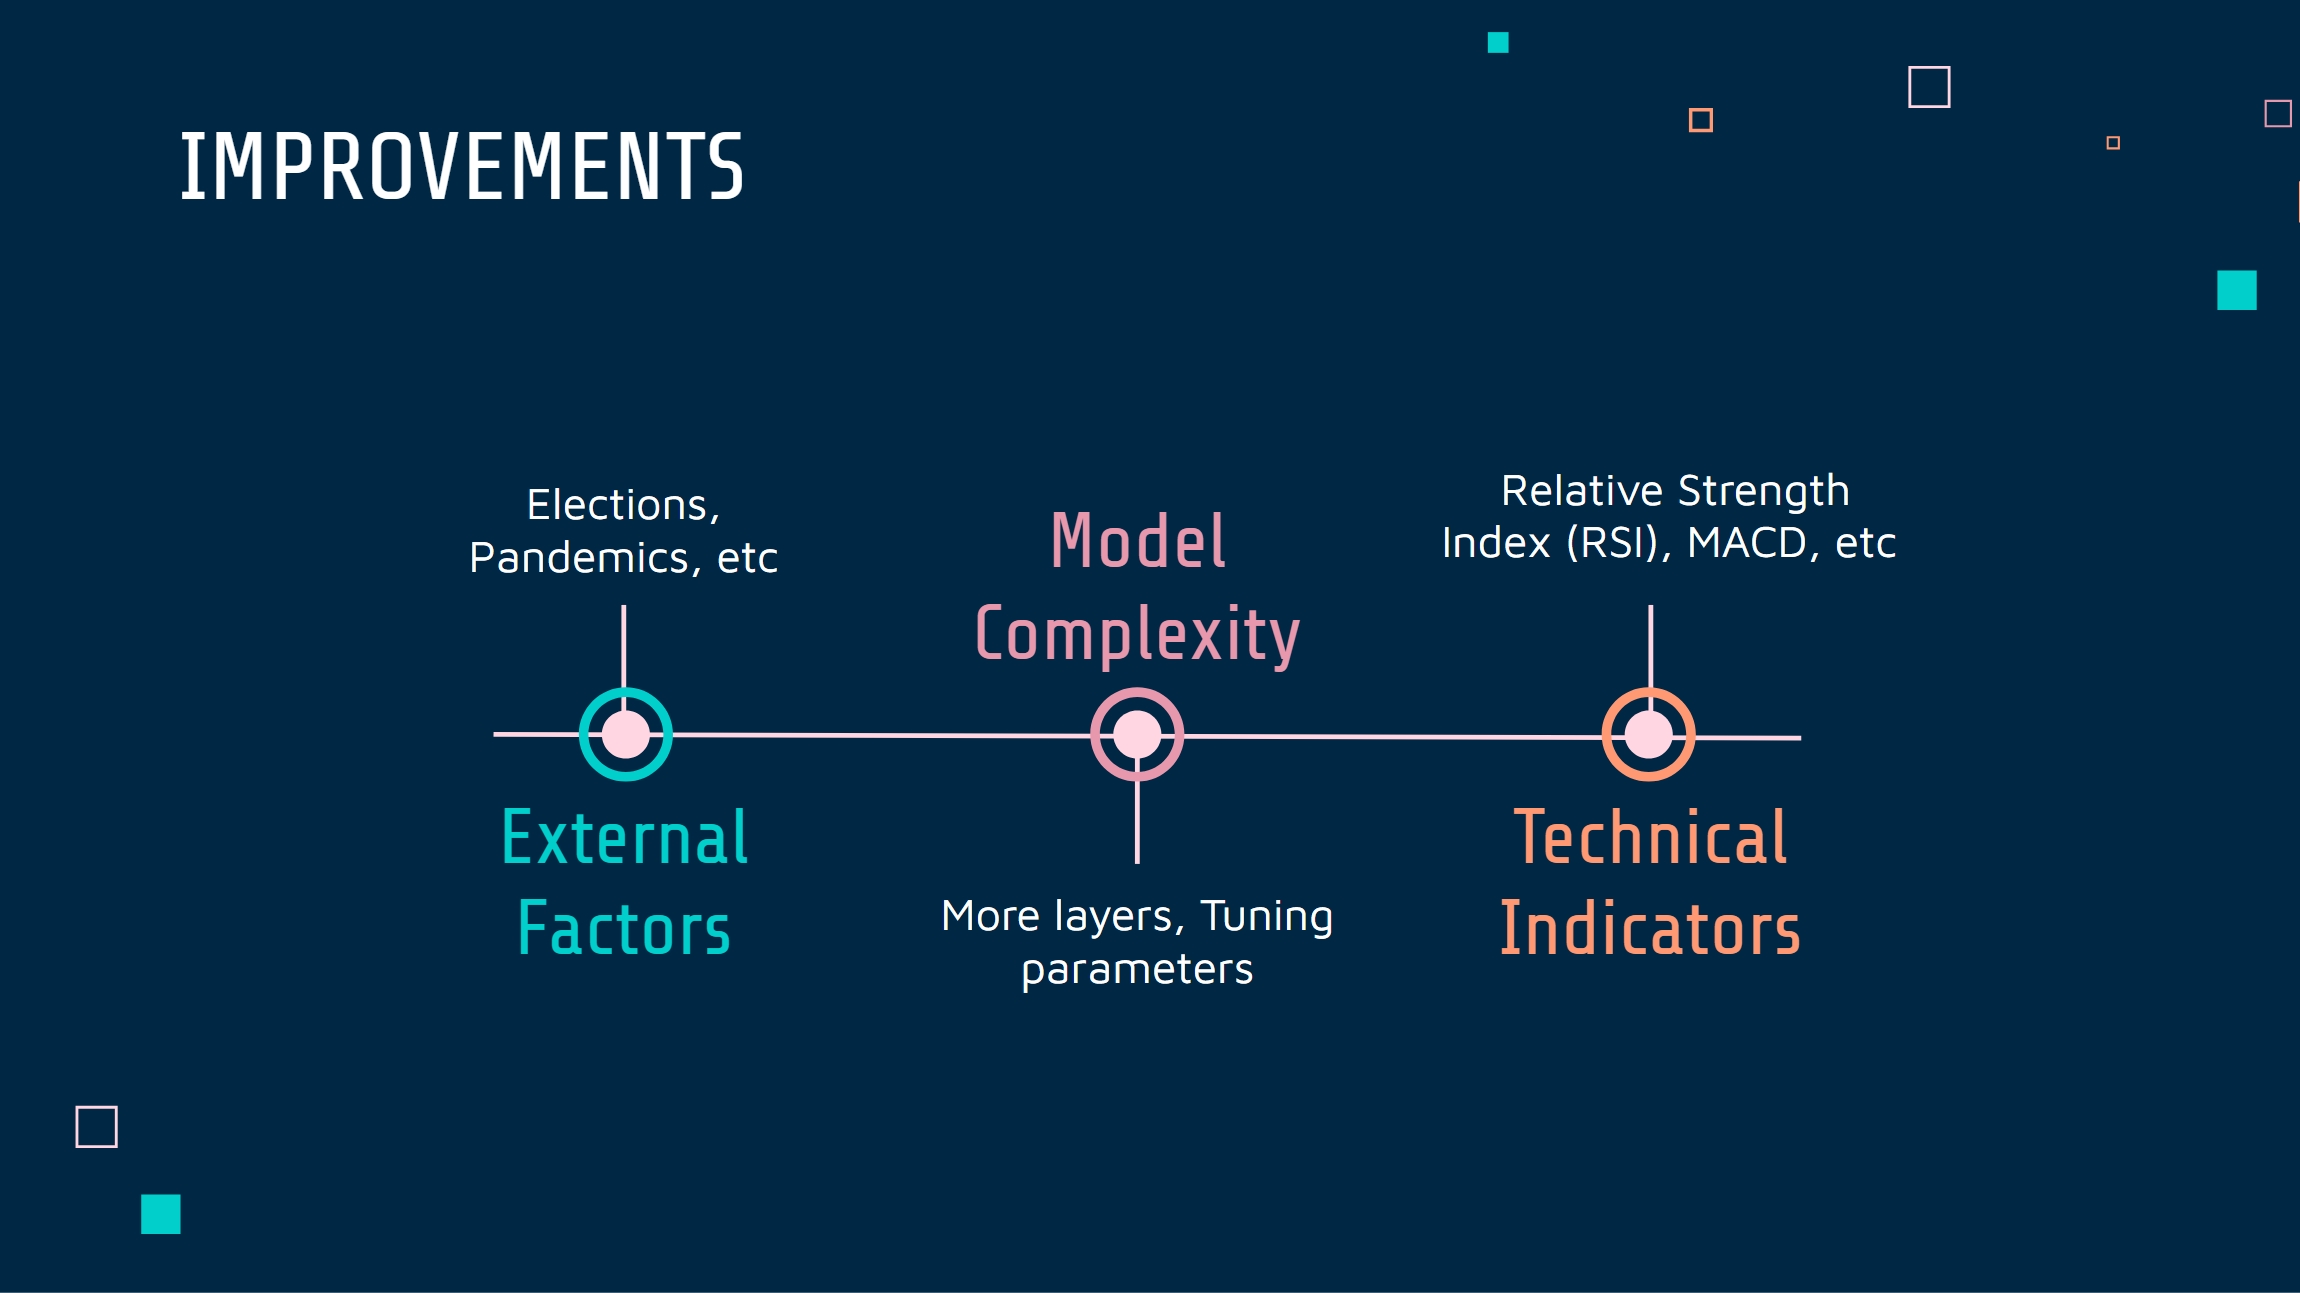 IMPROVEMENTS
Elections,
Pandemics, etc
External
Factors
Model
Complexity
More layers, Tuning
parameters
Relative Strength
Index (RSI), MACD, etc
Technical
Indicators